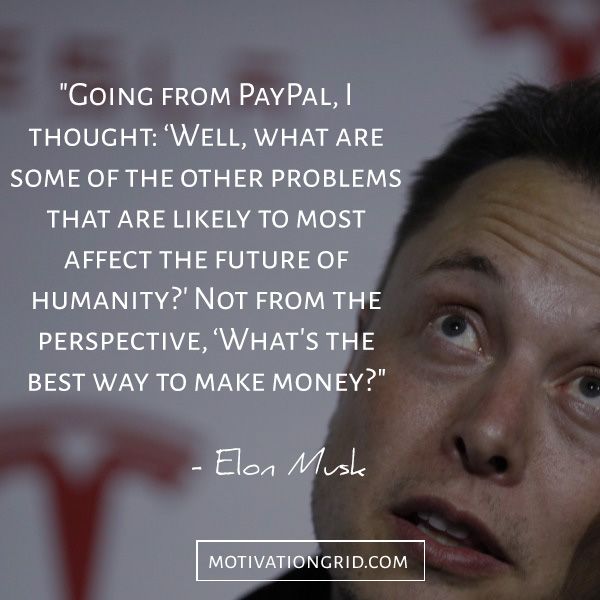 "Going from PayPal, I
thought: ‘Well, what are
some of the other problems
that are likely to most
affect the future of
humanity?' Not from the
perspective, ‘What's the
best way to make money?"
- Elon Musk
MOTIVATIONGRID.COM